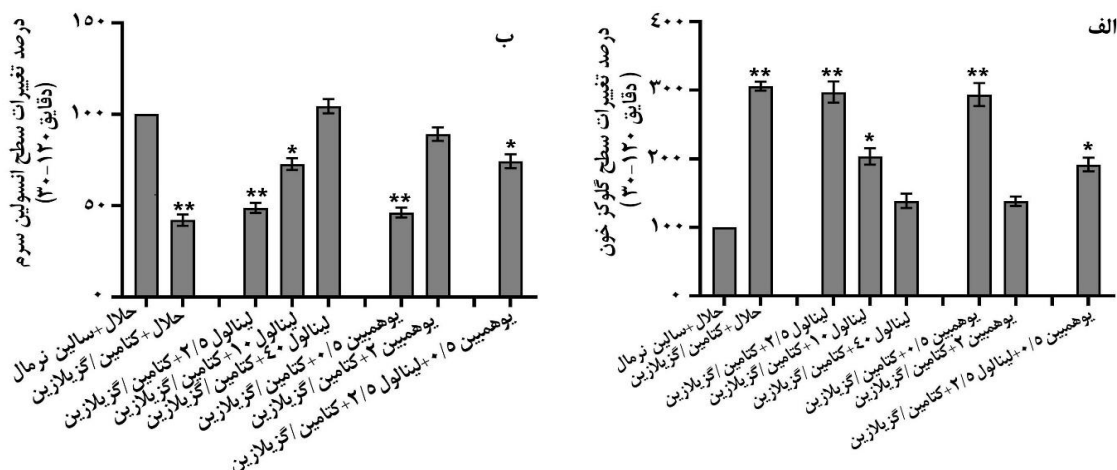 الف
درصد تغییرات سطح گلوکز خون
( دقایق ۱۲۰-۳۰ )
۴۰۰
۳۰۰
۲۰۰
۱۰۰
۰
** ** * ** *
حلال+سالین نرمال
حلال+کتامین/گزیلازین
لینالول ۲/۵+کتامین/گزیلازین
لینالول ۱۰+کتامین/گزیلازین
لینالول ۴۰+کتامین/گزیلازین
یوهمبین ۰/۵+کتامین/گزیلازین
یوهمبین ۲+کتامین/گزیلازین
یوهمبین ۰/۵+لینالول ۲/۵+کتامین/گزیلازین
ب
درصد تغییرات سطح انسولین سرم
(دقایق ۱۲۰-۳۰)
۱۵۰
۱۰۰
۵۰
۰
** ** * ** *
حلال+سالین نرمال
حلال+کتامین/گزیلازین
لینالول ۲/۵+کتامین/گزیلازین
لینالول ۱۰+کتامین/گزیلازین
لینالول ۴۰+کتامین/گزیلازین
یوهمبین ۰/۵+کتامین/گزیلازین
یوهمبین ۲+کتامین/گزیلازین
یوهمبین ۰/۵+لینالول ۲/۵+کتامین/گزیلازین